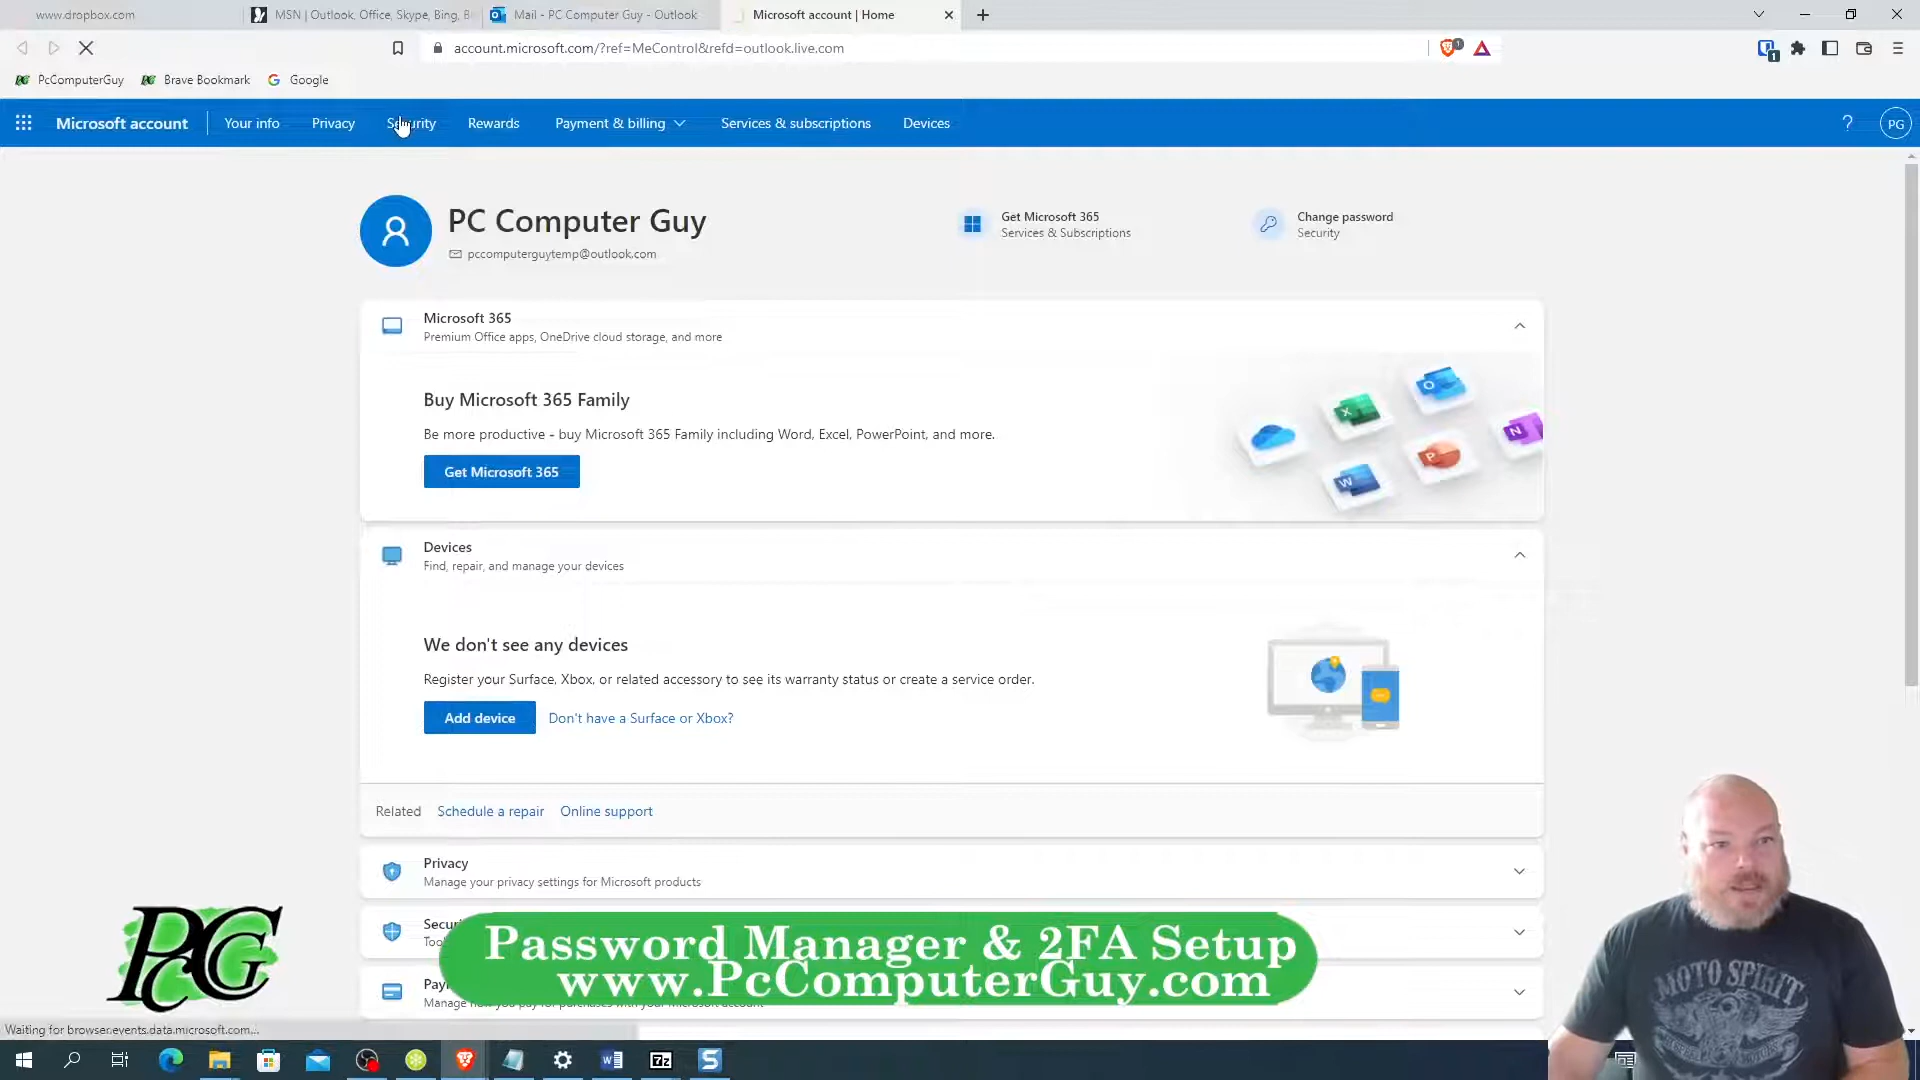 www.dropbox.com
MSN | Outlook, Office, Skype, Bing, B
Mail - PC Computer Guy - Outlook
Microsoft account | Home
account.microsoft.com/?ref=MeControl&refd=outlook.live.com
1
1
PcComputerGuy
Brave Bookmark
Google
Microsoft account
Your info
Privacy
Security
Rewards
Payment & billing
Services & subscriptions
Devices
?
PG
PC Computer Guy
pccomputerguytemp@outlook.com
Get Microsoft 365
Services & Subscriptions
Change password
Security
Microsoft 365
Premium Office apps, OneDrive cloud storage, and more
Buy Microsoft 365 Family
Be more productive - buy Microsoft 365 Family including Word, Excel, PowerPoint, and more.
Get Microsoft 365
Devices
Find, repair, and manage your devices
We don't see any devices
Register your Surface, Xbox, or related accessory to see its warranty status or create a service order.
Add device
Don't have a Surface or Xbox?
Related
Schedule a repair
Online support
Privacy
Manage your privacy settings for Microsoft products
Password Manager & 2FA Setup
www.PcComputerGuy.com
PCG
MOTO SPIRIT
Waiting for browser.events.data.microsoft.com...